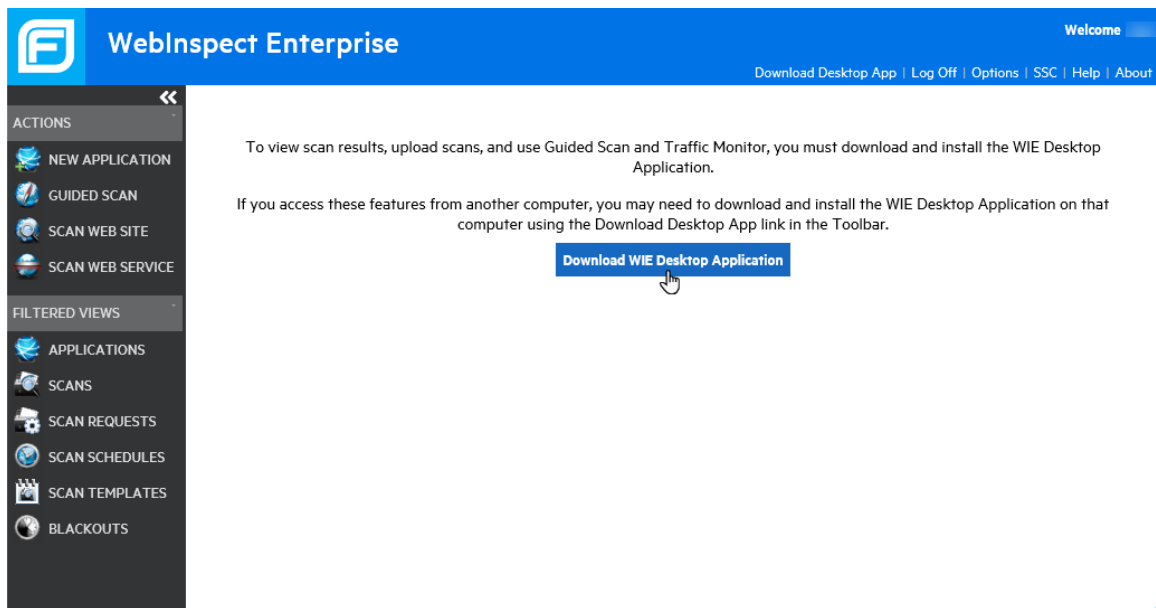 WebInspect Enterprise
Welcome
Download Desktop App | Log Off | Options | SSC | Help | About
ACTIONS
NEW APPLICATION
GUIDED SCAN
SCAN WEB SITE
SCAN WEB SERVICE
FILTERED VIEWS
APPLICATIONS
SCANS
SCAN REQUESTS
SCAN SCHEDULES
SCAN TEMPLATES
BLACKOUTS
To view scan results, upload scans, and use Guided Scan and Traffic Monitor, you must download and install the WIE Desktop
Application.
If you access these features from another computer, you may need to download and install the WIE Desktop Application on that
computer using the Download Desktop App link in the Toolbar.
Download WIE Desktop Application